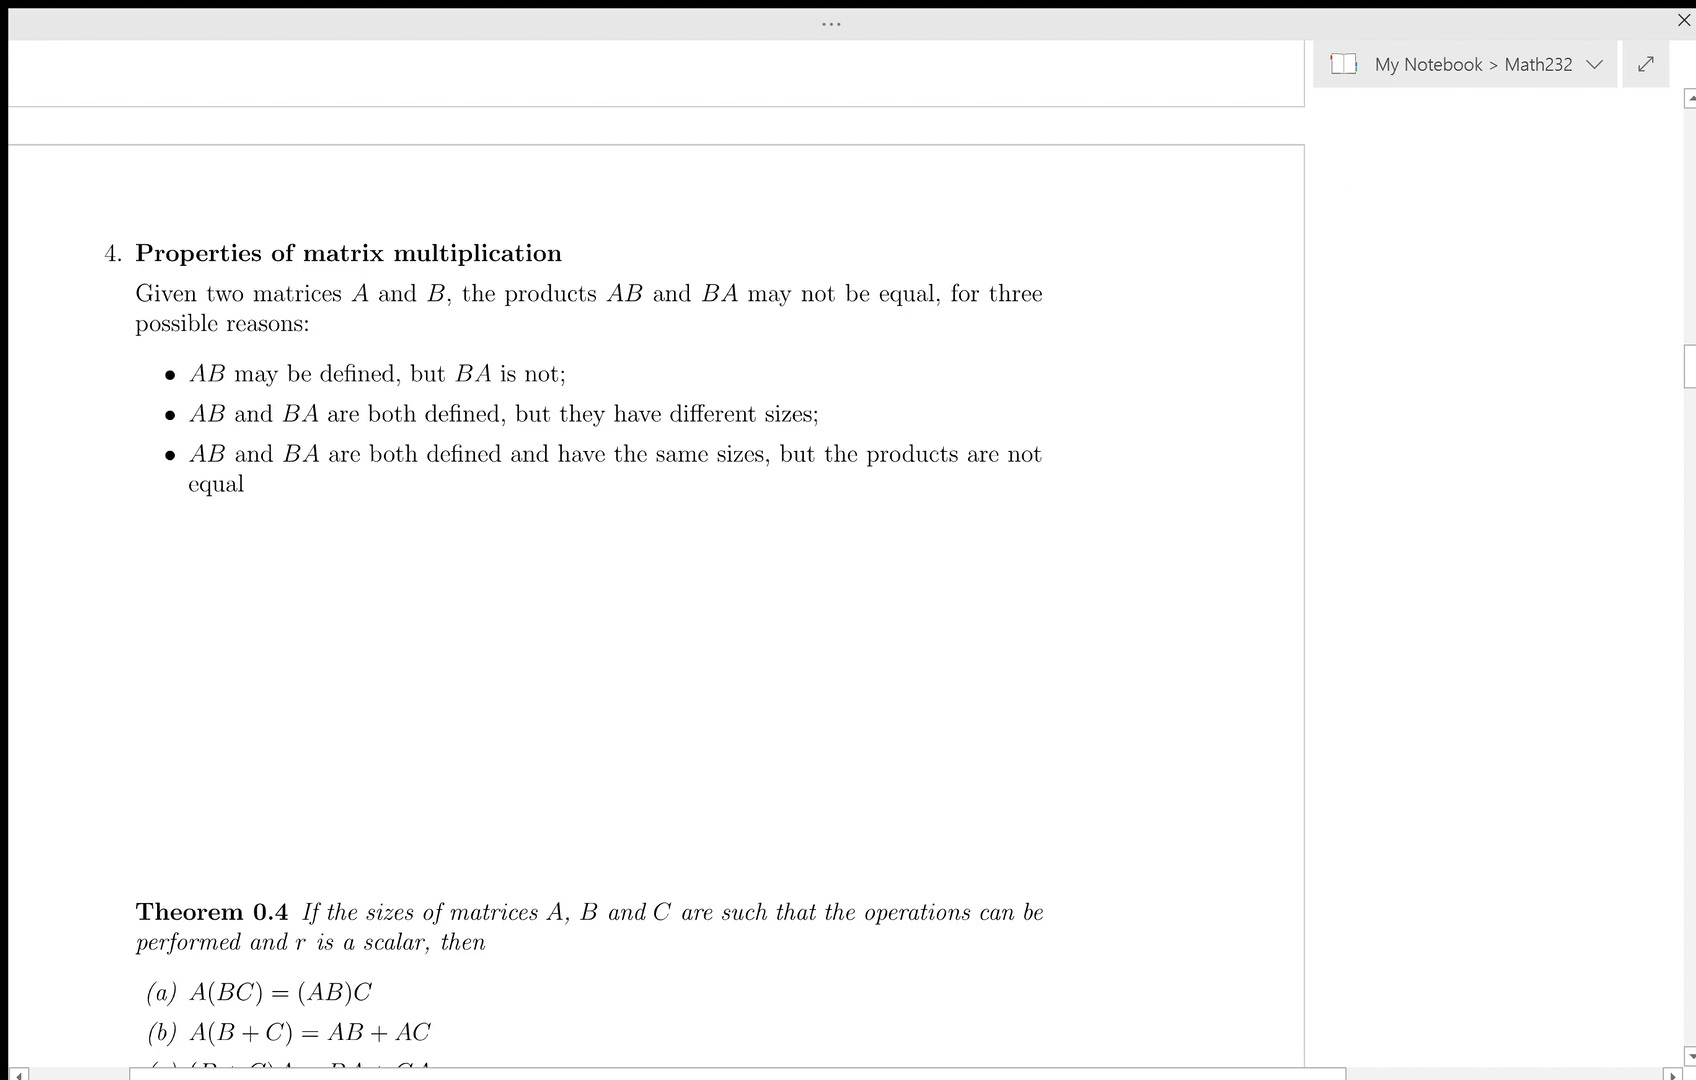 ...
My Notebook > Math232
4. Properties of matrix multiplication
Given two matrices A and B, the products AB and BA may not be equal, for three
possible reasons:
• AB may be defined, but BA is not;
• AB and BA are both defined, but they have different sizes;
• AB and BA are both defined and have the same sizes, but the products are not
equal
Theorem 0.4 If the sizes of matrices A, B and C are such that the operations can be
performed and r is a scalar, then
(a) A(BC) = (AB)C
(b) A(B + C) = AB + AC